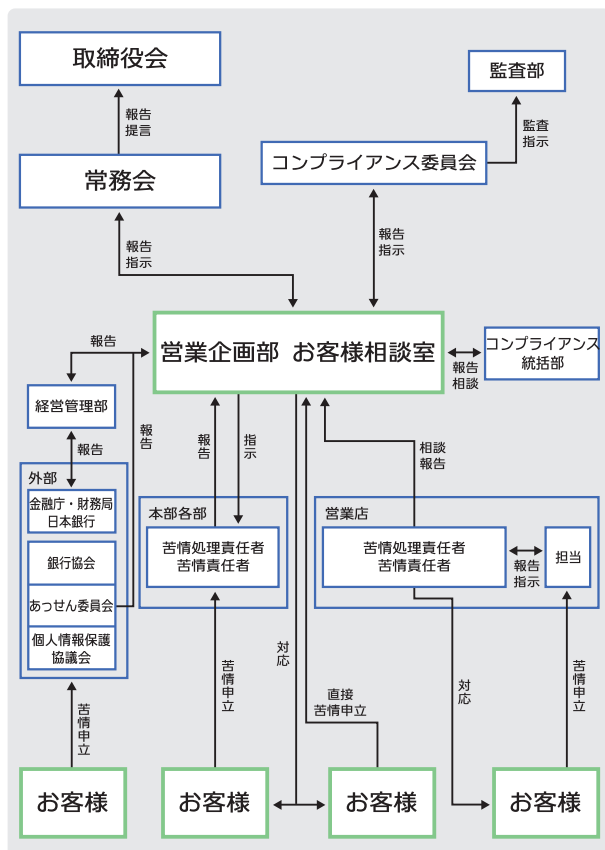 取締役会
監査部
報告
提言
監査
指示
常務会
コンプライアンス委員会
報告
指示
報告
指示
営業企画部 お客様相談室
コンプライアンス
統括部
報告
相談
報告
経営管理部
報告
報告
外部
金融庁・財務局
日本銀行
銀行協会
あっせん委員会
個人情報保護
協議会
報告
指示
本部各部
苦情処理責任者
苦情責任者
相談
報告
営業店
苦情処理責任者
苦情責任者
報告
指示
担当
苦情申立
苦情申立
対応
直接
苦情申立
対応
苦情申立
お客様
お客様
お客様
お客様